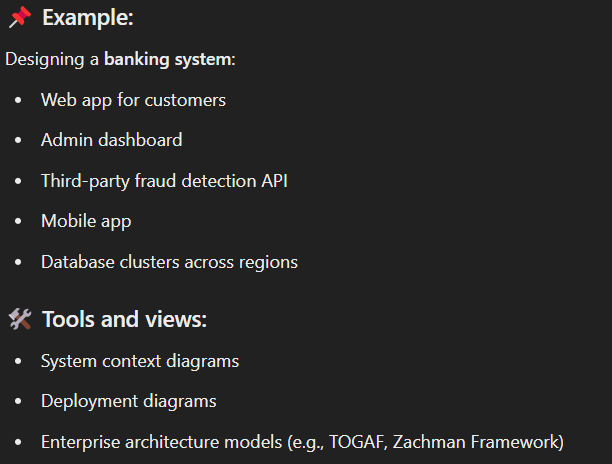 📌 Example:
Designing a banking system:
• Web app for customers
• Admin dashboard
• Third-party fraud detection API
• Mobile app
• Database clusters across regions
🛠️ Tools and views:
• System context diagrams
• Deployment diagrams
• Enterprise architecture models (e.g., TOGAF, Zachman Framework)